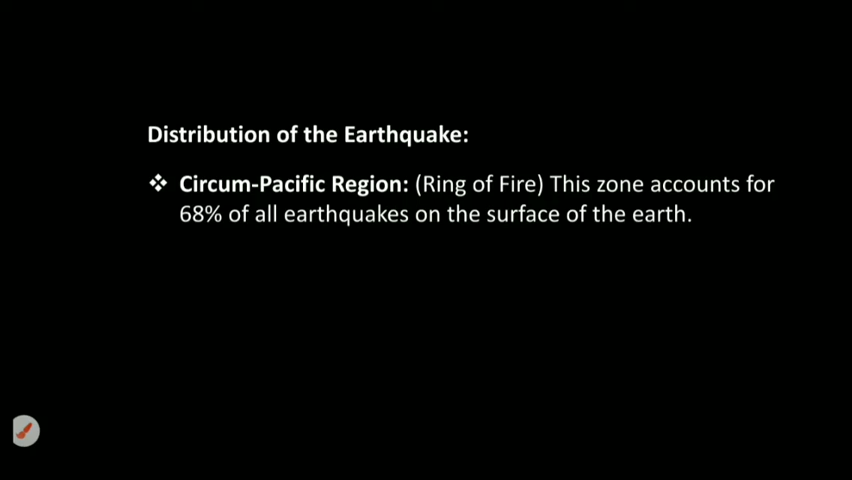 Distribution of the Earthquake:
❖ Circum-Pacific Region: (Ring of Fire) This zone accounts for
68% of all earthquakes on the surface of the earth.